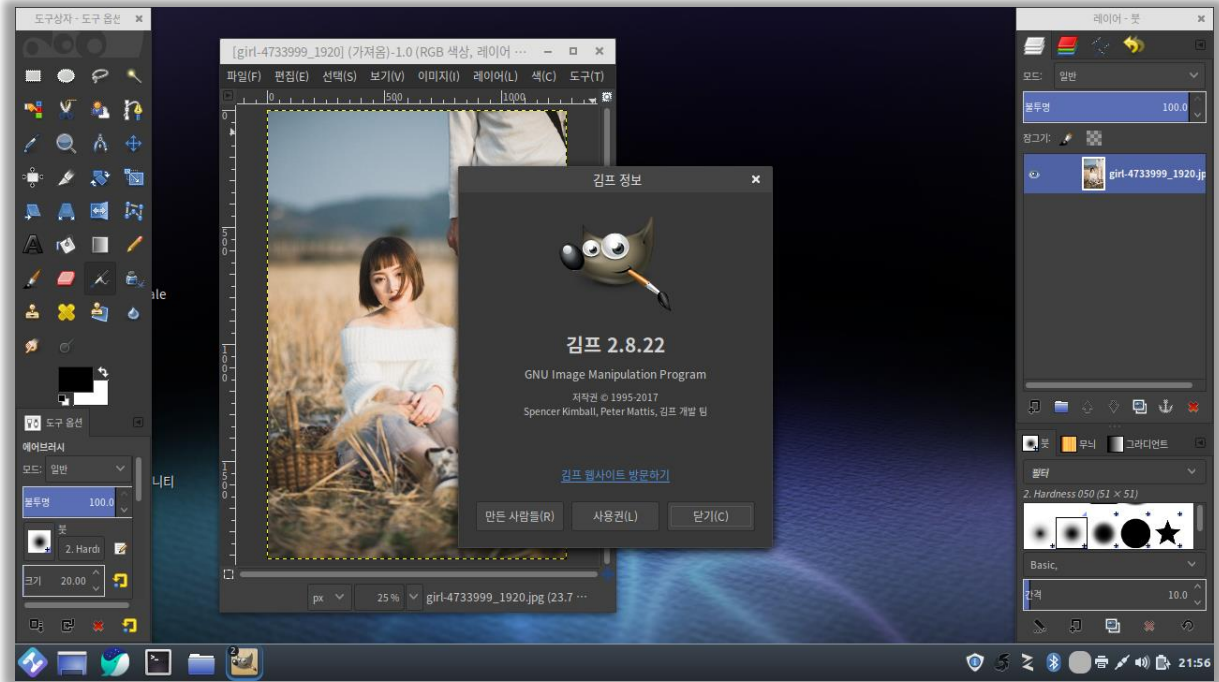 도구상자 - 도구 옵션
레이어 - 붓
[girl-4733999_1920] (가져옴)-1.0 (RGB 색상, 레이어 …
파일(F) 편집(E) 선택(S) 보기(V) 이미지(I) 레이어(L) 색(C) 도구(T)
0 500 1000
0
500
1000
1500
김프 정보
김프 2.8.22
GNU Image Manipulation Program
저작권 © 1995-2017
Spencer Kimball, Peter Mattis, 김프 개발 팀
김프 웹사이트 방문하기
만든 사람들(R) 사용권(L) 닫기(C)
px 25 % girl-4733999_1920.jpg (23.7 …
ale
니티
도구 옵션
에어브러시
모드: 일반
불투명 100.0
붓
2. Hard
크기 20.00
모드: 일반
불투명 100.0
잠그기:
girl-4733999_1920.jp
붓 무늬 그라디언트
필터
2. Hardness 050 (51 × 51)
Basic,
간격 10.0
2
21:56